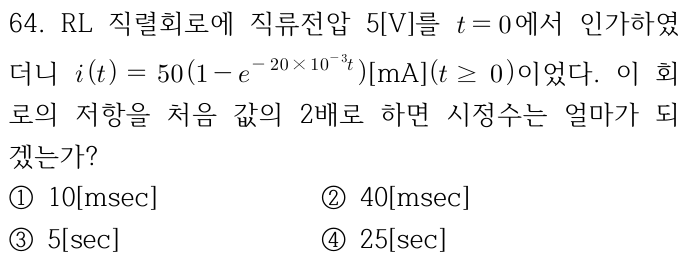 64. RL 직렬회로에 직류전압 5[V]를 t=0에서 인가하였
더니 i(t) = 50(1-e^{-20×10^{-3}t})[mA](t ≥ 0)이었다. 이 회
로의 저항을 처음 값의 2배로 하면 시정수는 얼마가 되
겠는가?
① 10[msec] ② 40[msec]
③ 5[sec] ④ 25[sec]